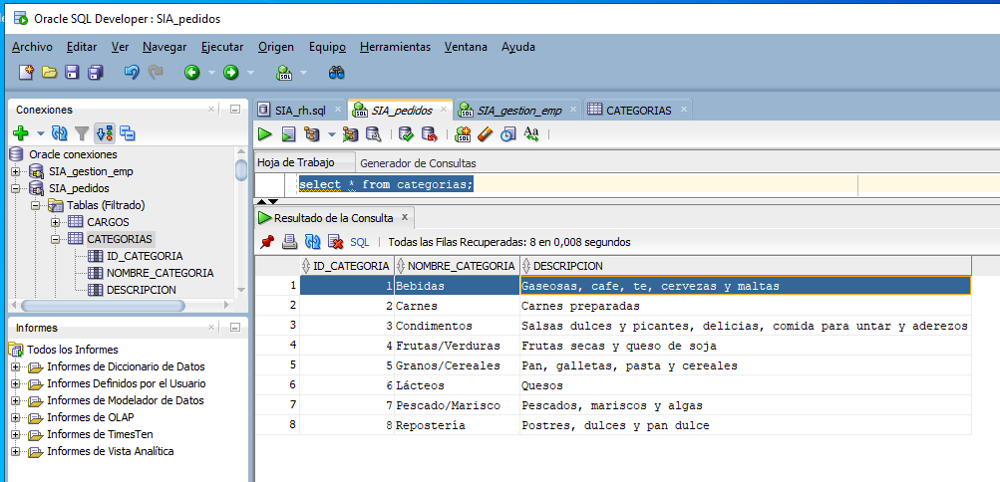 Oracle SQL Developer : SIA_pedidos
Archivo Editar Ver Navegar Ejecutar Origen Equipo Herramientas Ventana Ayuda
Conexiones
Oracle conexiones
SIA_gestion_emp
SIA_pedidos
Tablas (Filtrado)
CARGOS
CATEGORIAS
ID_CATEGORIA
NOMBRE_CATEGORIA
DESCRIPCION
Informes
Todos los Informes
Informes de Diccionario de Datos
Informes Definidos por el Usuario
Informes de Modelador de Datos
Informes de OLAP
Informes de TimesTen
Informes de Vista Analítica
SIA_rh.sql SIA_pedidos SIA_gestion_emp CATEGORIAS
Hoja de Trabajo Generador de Consultas
select * from categorias;
Resultado de la Consulta x
SQL | Todas las Filas Recuperadas: 8 en 0,008 segundos
ID_CATEGORIA NOMBRE_CATEGORIA DESCRIPCION
1 1 Bebidas Gaseosas, cafe, te, cervezas y maltas
2 2 Carnes Carnes preparadas
3 3 Condimentos Salsas dulces y picantes, delicias, comida para untar y aderezos
4 4 Frutas/Verduras Frutas secas y queso de soja
5 5 Granos/Cereales Pan, galletas, pasta y cereales
6 6 Lácteos Quesos
7 7 Pescado/Marisco Pescados, mariscos y algas
8 8 Repostería Postres, dulces y pan dulce